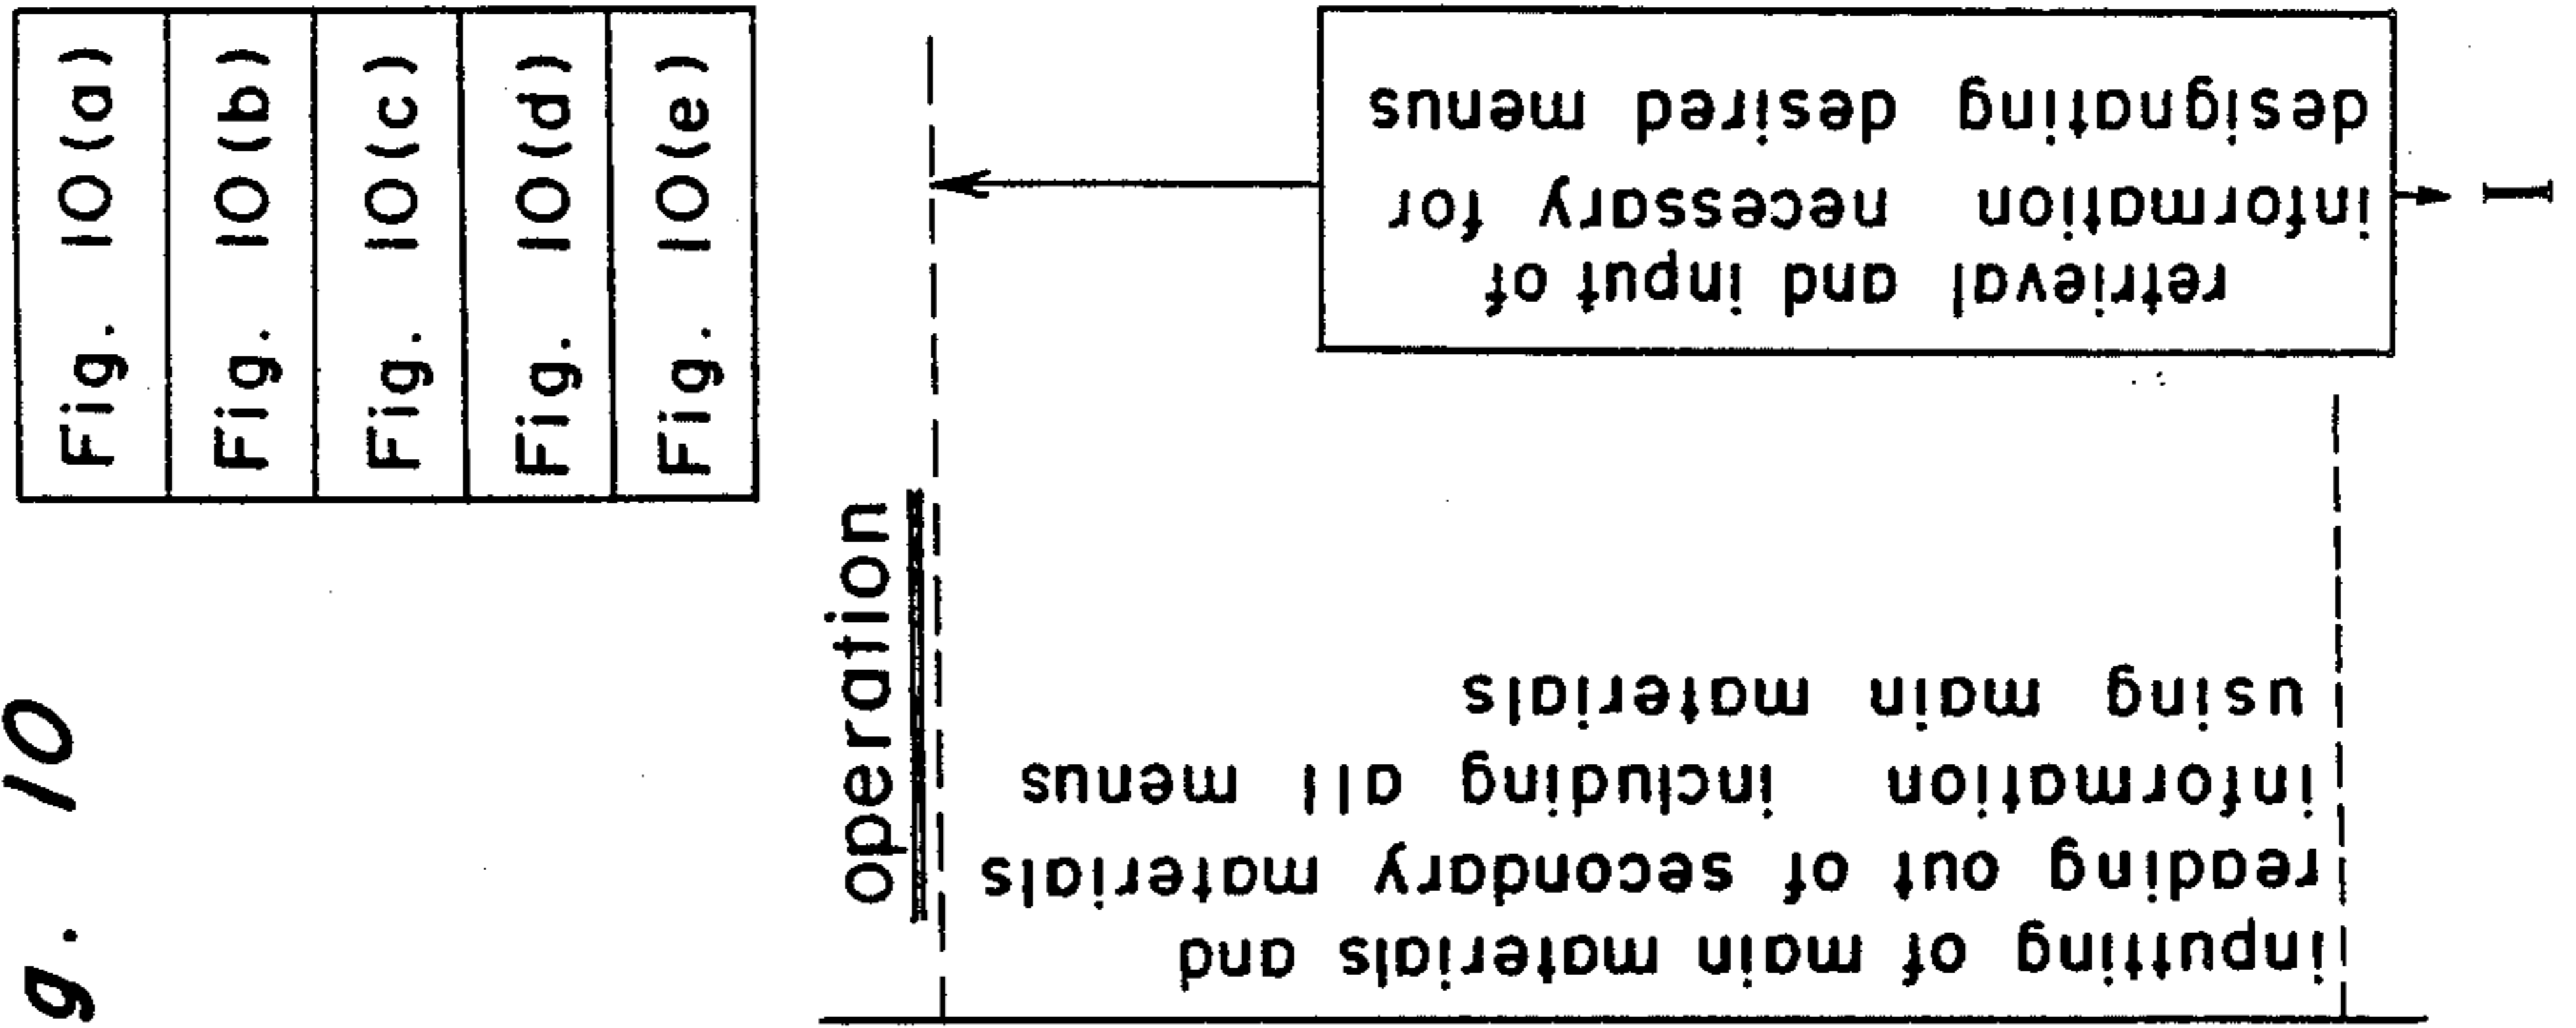 g. 10
Fig. 10(a)
Fig. 10(b)
Fig. 10(c)
Fig. 10(d)
Fig. 10(e)
operation
inputting of main materials and
reading out of secondary materials
information including all menus
using main materials
retrieval and input of
information necessary for
designating desired menus
I